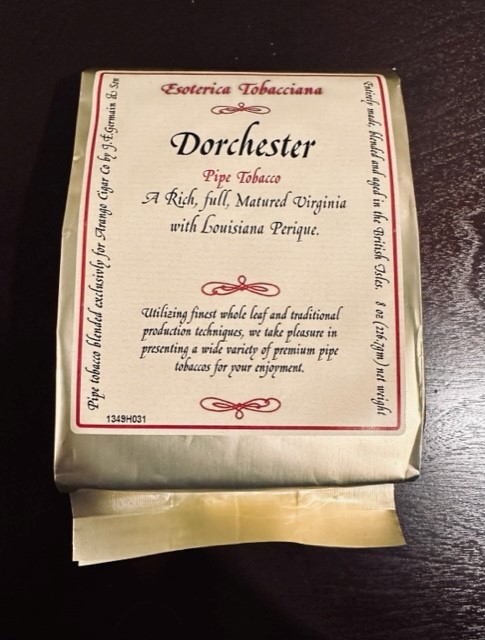 Esoterica Tobacciana
Dorchester
Pipe Tobacco
A Rich, full, Matured Virginia
with Louisiana Perique.
Utilizing finest whole leaf and traditional
production techniques, we take pleasure in
presenting a wide variety of premium pipe
tobaccos for your enjoyment.
1349H031
Pipe tobacco blended exclusivly for Arango Cigar Co by J.F.Germain & Son
Entirely made, blended and aged in the British Isles. 8 oz (226.7gm) net weight